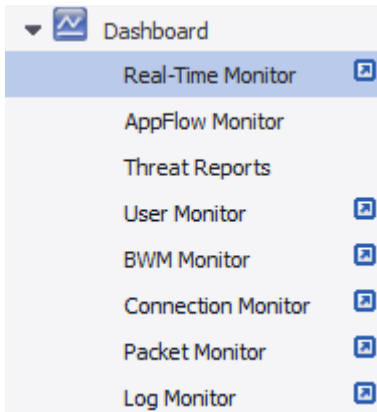 Dashboard
Real-Time Monitor
AppFlow Monitor
Threat Reports
User Monitor
BWM Monitor
Connection Monitor
Packet Monitor
Log Monitor